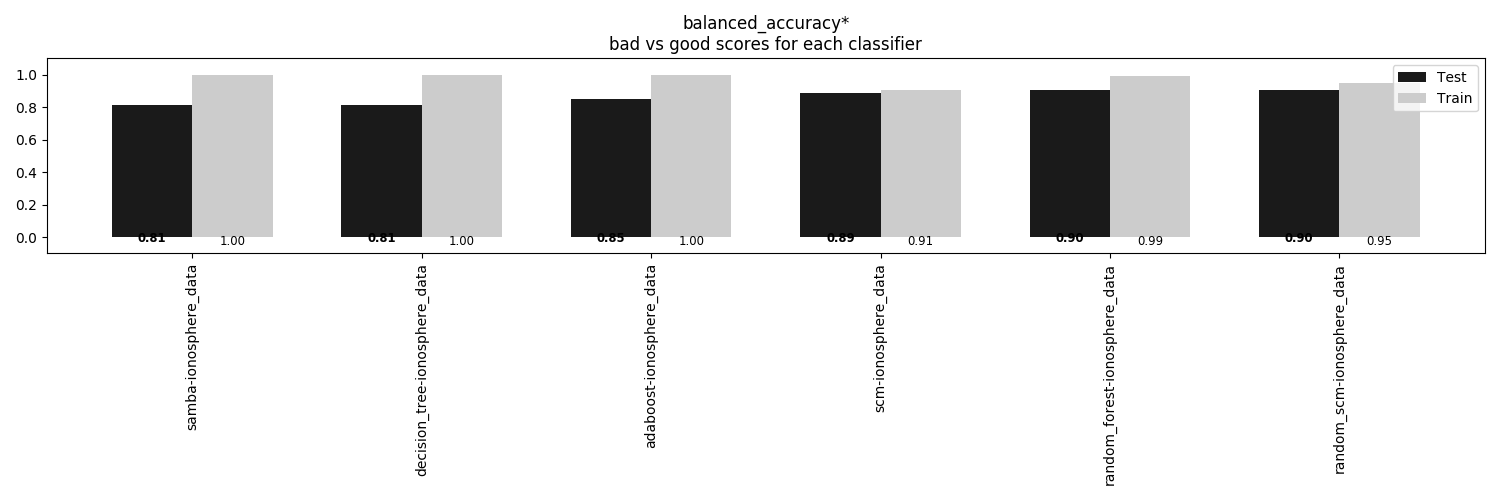 balanced_accuracy*
bad vs good scores for each classifier
Test
Train
1.0
0.8
0.6
0.4
0.2
0.0
0.81
1.00
0.81
1.00
0.85
1.00
0.89
0.91
0.90
0.99
0.90
0.95
samba-ionosphere_data
decision_tree-ionosphere_data
adaboost-ionosphere_data
scm-ionosphere_data
random_forest-ionosphere_data
random_scm-ionosphere_data